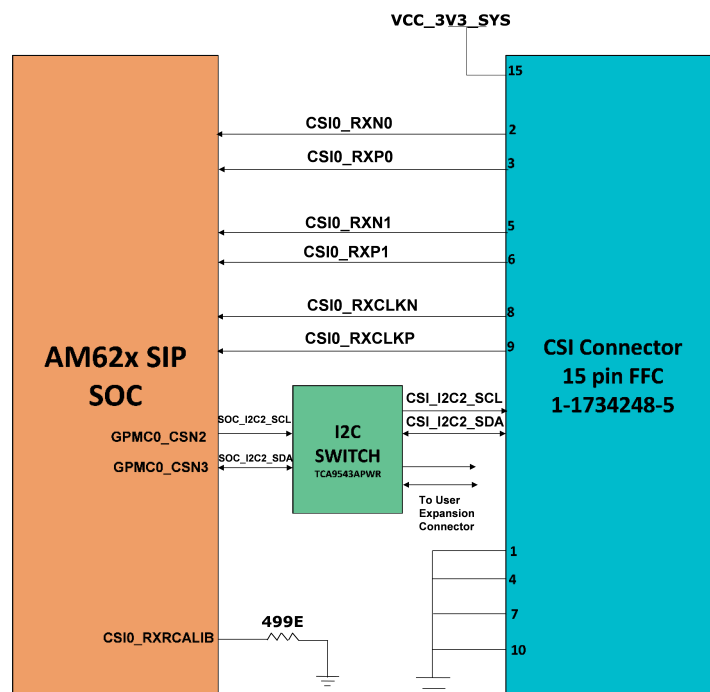 VCC_3V3_SYS
15
CSI0_RXN0
2
CSI0_RXP0
3
CSI0_RXN1
5
CSI0_RXP1
6
CSI0_RXCLKN
8
CSI0_RXCLKP
9
AM62x SIP
SOC
CSI Connector
15 pin FFC
1-1734248-5
GPMC0_CSN2
SOC_I2C2_SCL
GPMC0_CSN3
SOC_I2C2_SDA
I2C
SWITCH
TCA9543APWR
CSI_I2C2_SCL
CSI_I2C2_SDA
To User
Expansion
Connector
1
4
7
10
CSI0_RXRCALIB
499E